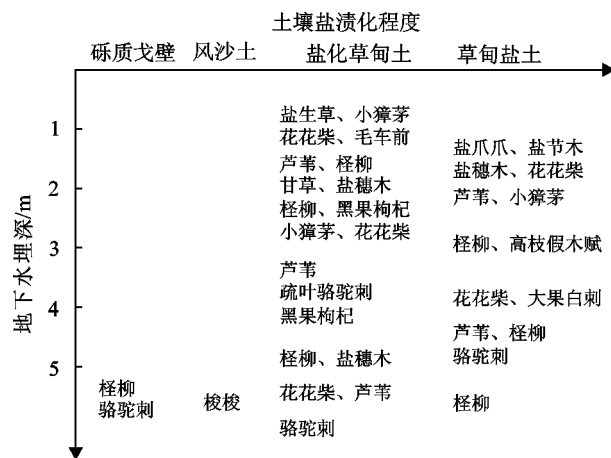 土壤盐渍化程度
砾质戈壁 风沙土 盐化草甸土 草甸盐土
地下水埋深/m
1
2
3
4
5
柽柳
骆驼刺
梭梭
盐生草、小獐茅
花花柴、毛车前
芦苇、柽柳
甘草、盐穗木
柽柳、黑果枸杞
小獐茅、花花柴
芦苇
疏叶骆驼刺
黑果枸杞
柽柳、盐穗木
花花柴、芦苇
骆驼刺
盐爪爪、盐节木
盐穗木、花花柴
芦苇、小獐茅
柽柳、高枝假木贼
花花柴、大果白刺
芦苇、柽柳
骆驼刺
柽柳